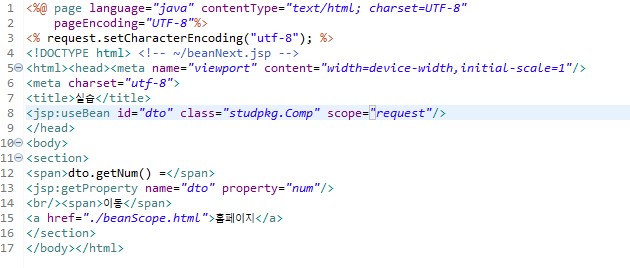 1 <%@ page language="java" contentType="text/html; charset=UTF-8"
2 pageEncoding="UTF-8"%>
3 <% request.setCharacterEncoding("utf-8"); %>
4 <!DOCTYPE html> <!-- ~/beanNext.jsp -->
5 <html><head><meta name="viewport" content="width=device-width,initial-scale=1"/>
6 <meta charset="utf-8">
7 <title>실습</title>
8 <jsp:useBean id="dto" class="studpkg.Comp" scope="request"/>
9 </head>
10 <body>
11 <section>
12 <span>dto.getNum() =</span>
13 <jsp:getProperty name="dto" property="num"/>
14 <br/><span>이동</span>
15 <a href="./beanScope.html">홈페이지</a>
16 </section>
17 </body></html>